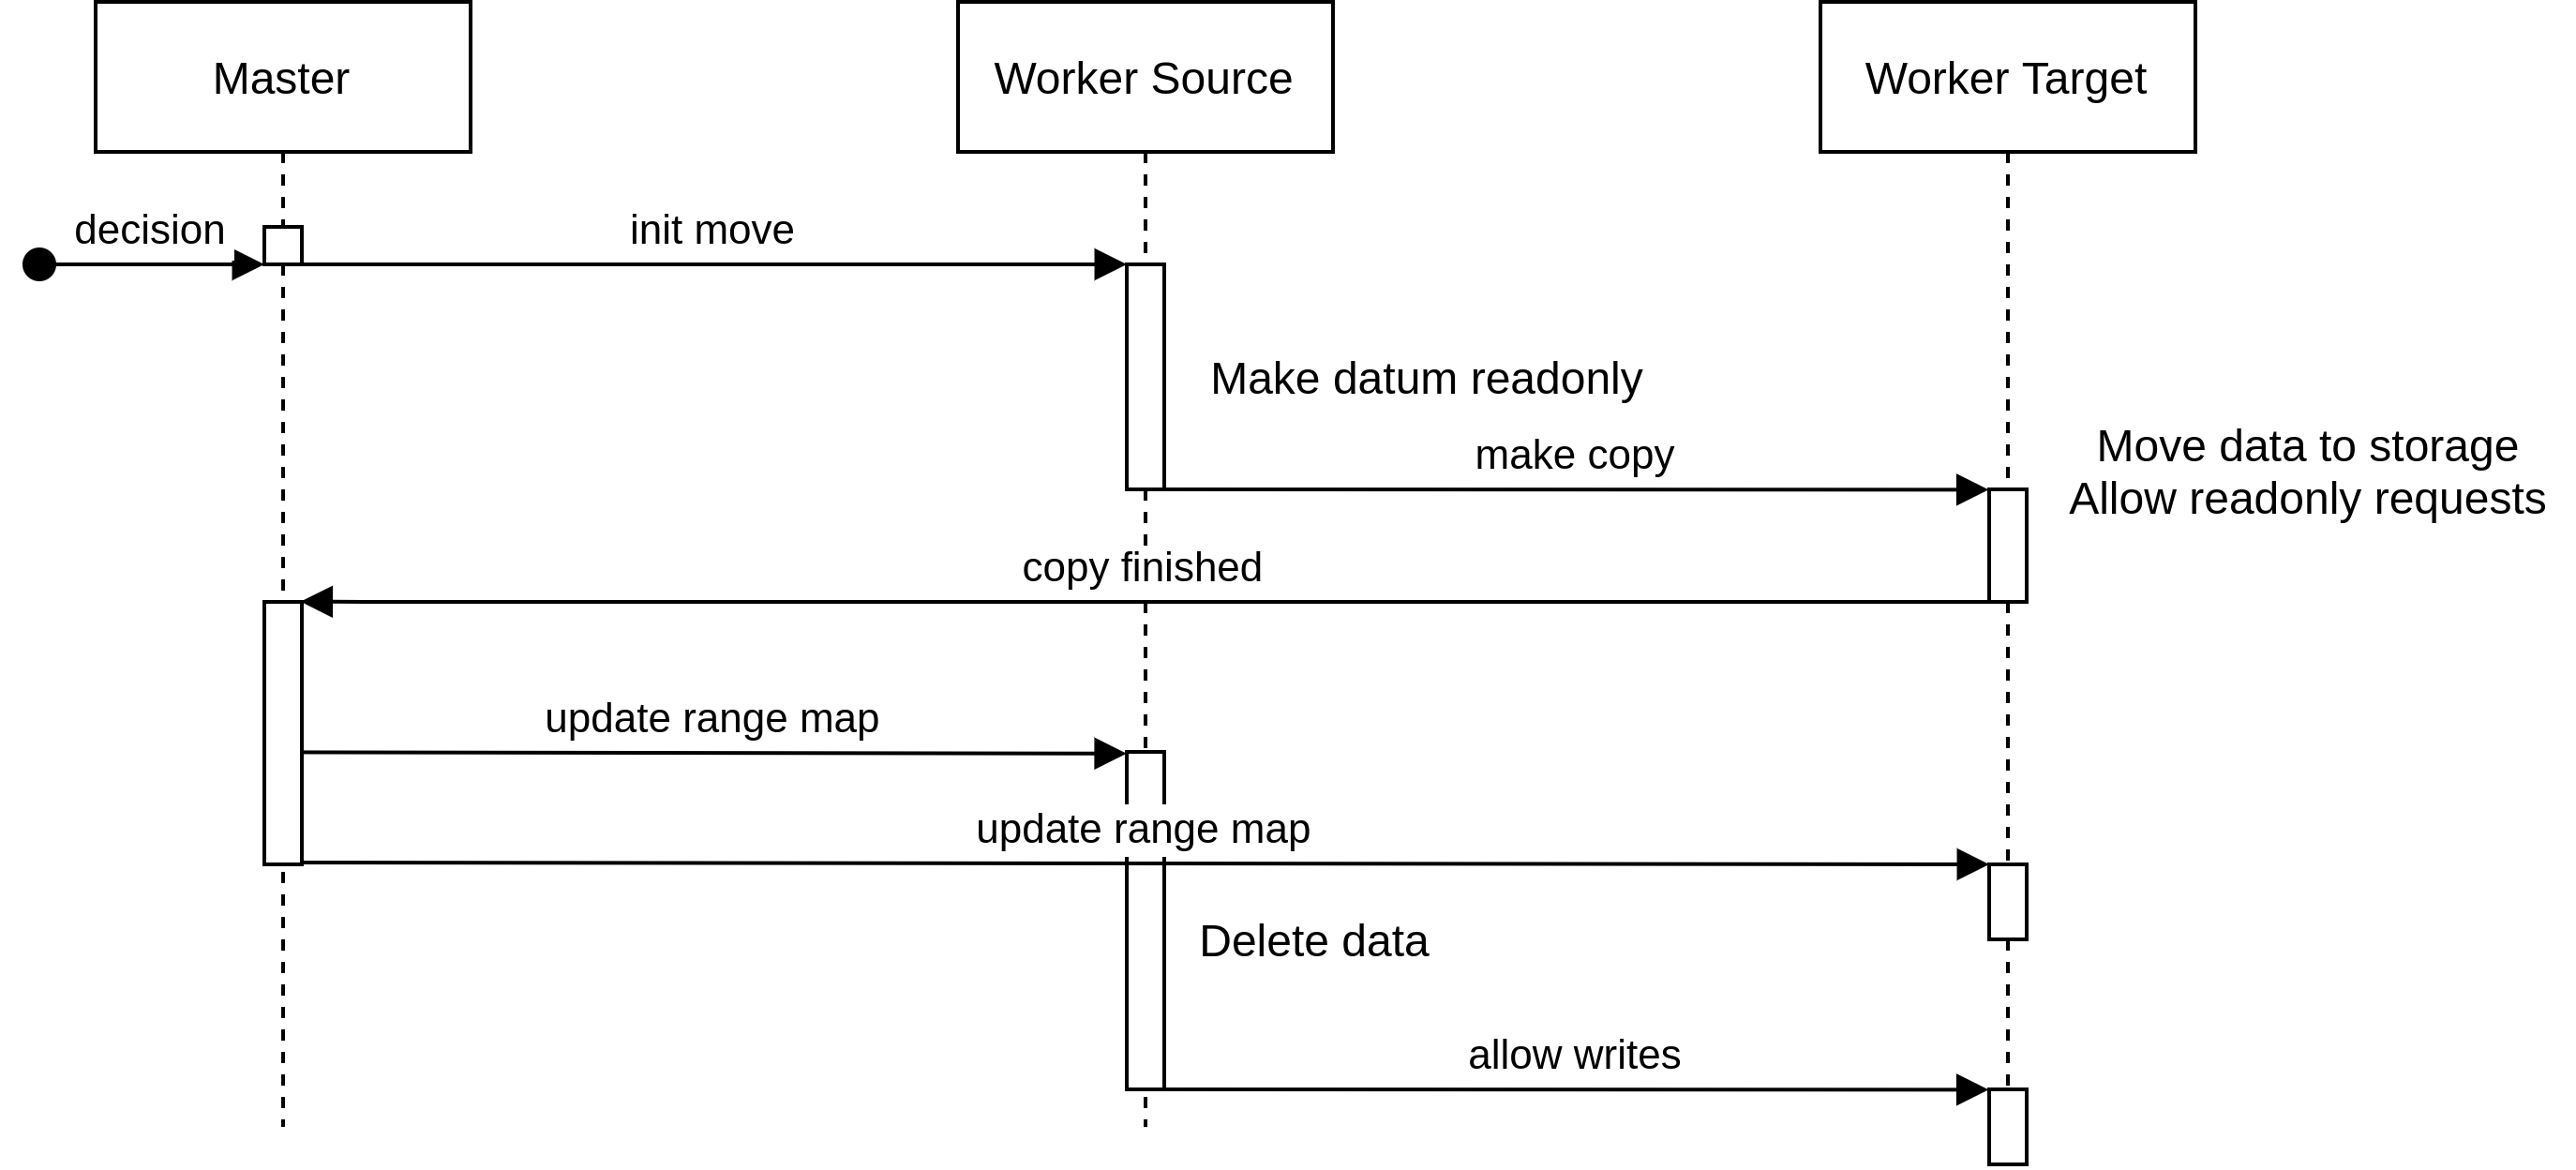 Master
Worker Source
Worker Target
decision
init move
Make datum readonly
make copy
Move data to storage
Allow readonly requests
copy finished
update range map
update range map
Delete data
allow writes